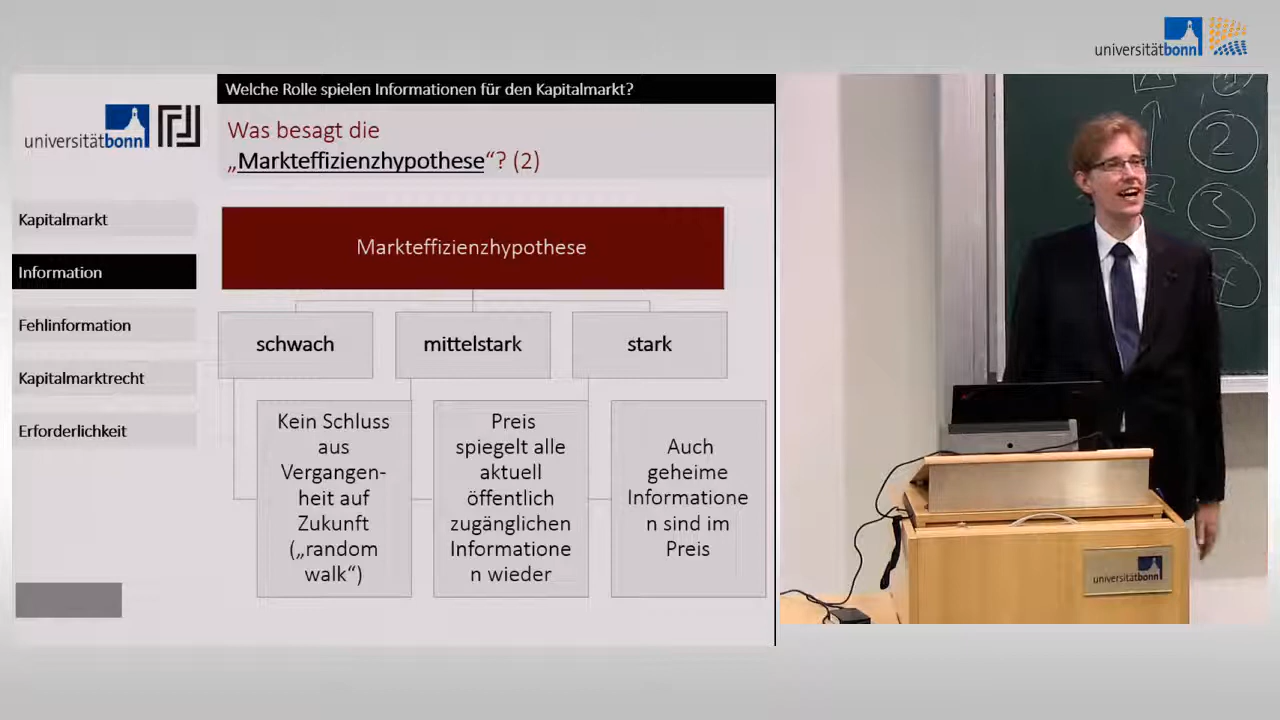 universitätbonn
Welche Rolle spielen Informationen für den Kapitalmarkt?
universitätbonn
Was besagt die
„Markteffizienzhypothese“? (2)
Kapitalmarkt
Information
Fehlinformation
Kapitalmarktrecht
Erforderlichkeit
Markteffizienzhypothese
schwach
mittelstark
stark
Kein Schluss
aus
Vergangen-
heit auf
Zukunft
(„random
walk“)
Preis
spiegelt alle
aktuell
öffentlich
zugänglichen
Informatione
n wieder
Auch
geheime
Informatione
n sind im
Preis
2
3
universitätbonn